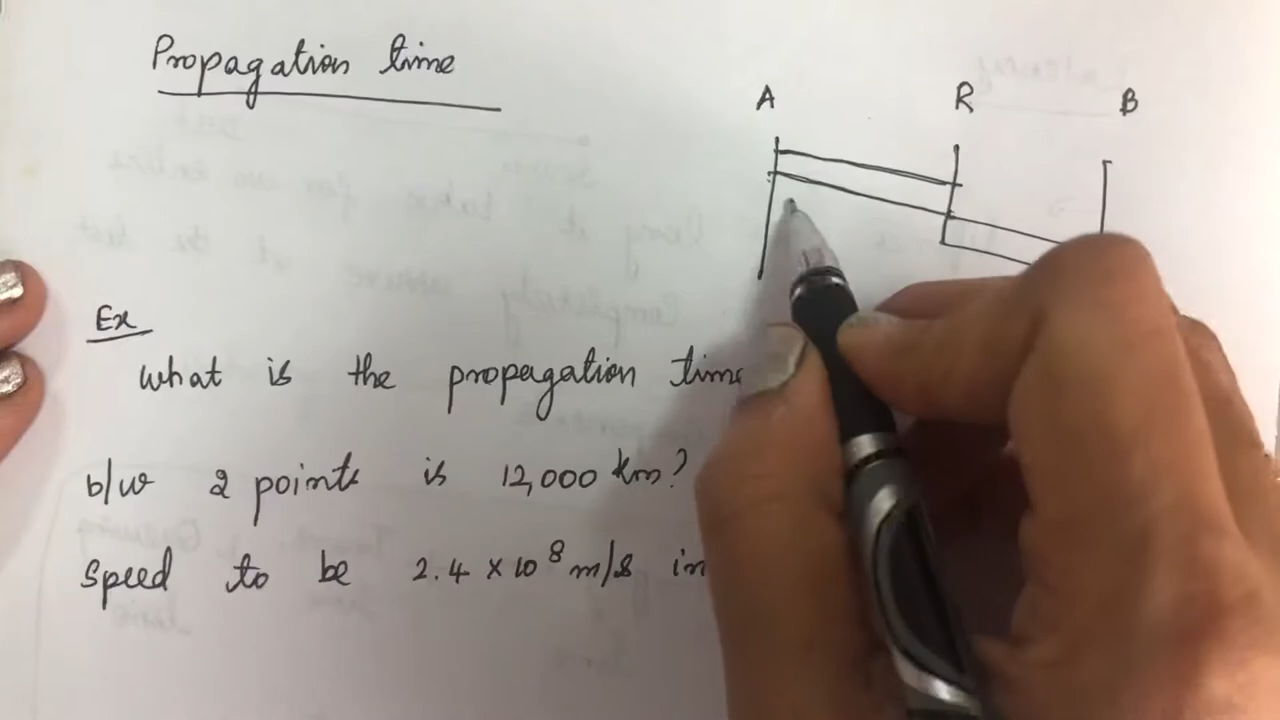 Propagation time
A R B
Ex
What is the propagation time
b/w 2 points is 12,000 km?
Speed to be 2.4 × 10⁸ m/s in